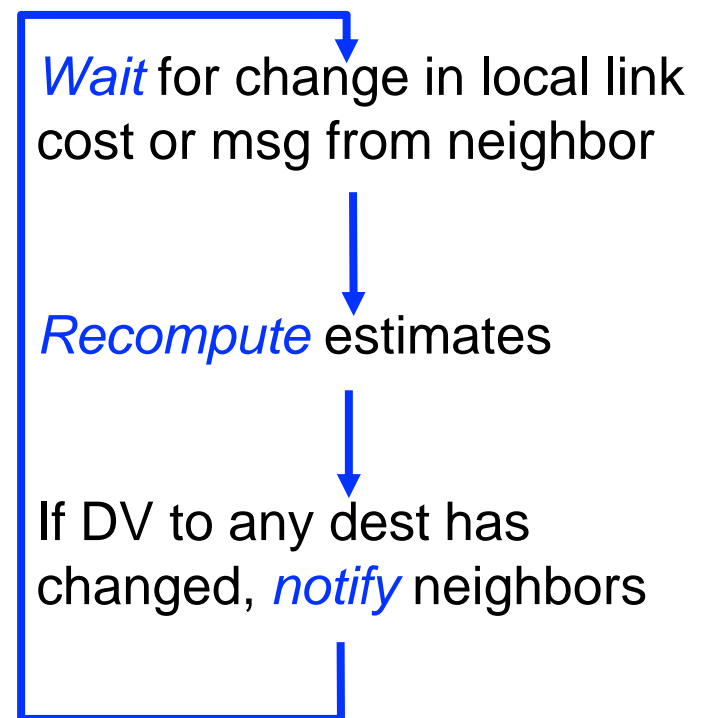 Wait for change in local link
cost or msg from neighbor
Recompute estimates
If DV to any dest has
changed, notify neighbors